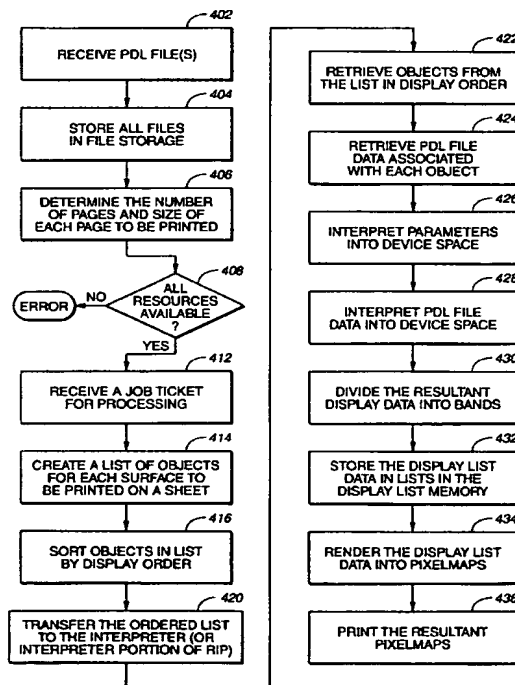 402
RECEIVE PDL FILE(S)
404
STORE ALL FILES
IN FILE STORAGE
406
DETERMINE THE NUMBER
OF PAGES AND SIZE OF
EACH PAGE TO BE PRINTED
408
ALL
RESOURCES
AVAILABLE
?
NO
ERROR
YES
412
RECEIVE A JOB TICKET
FOR PROCESSING
414
CREATE A LIST OF OBJECTS
FOR EACH SURFACE TO
BE PRINTED ON A SHEET
416
SORT OBJECTS IN LIST
BY DISPLAY ORDER
420
TRANSFER THE ORDERED LIST
TO THE INTERPRETER (OR
INTERPRETER PORTION OF RIP)
422
RETRIEVE OBJECTS FROM
THE LIST IN DISPLAY ORDER
424
RETRIEVE PDL FILE
DATA ASSOCIATED
WITH EACH OBJECT
426
INTERPRET PARAMETERS
INTO DEVICE SPACE
428
INTERPRET PDL FILE
DATA INTO DEVICE SPACE
430
DIVIDE THE RESULTANT
DISPLAY DATA INTO BANDS
432
STORE THE DISPLAY LIST
DATA IN LISTS IN THE
DISPLAY LIST MEMORY
434
RENDER THE DISPLAY LIST
DATA INTO PIXELMAPS
436
PRINT THE RESULTANT
PIXELMAPS